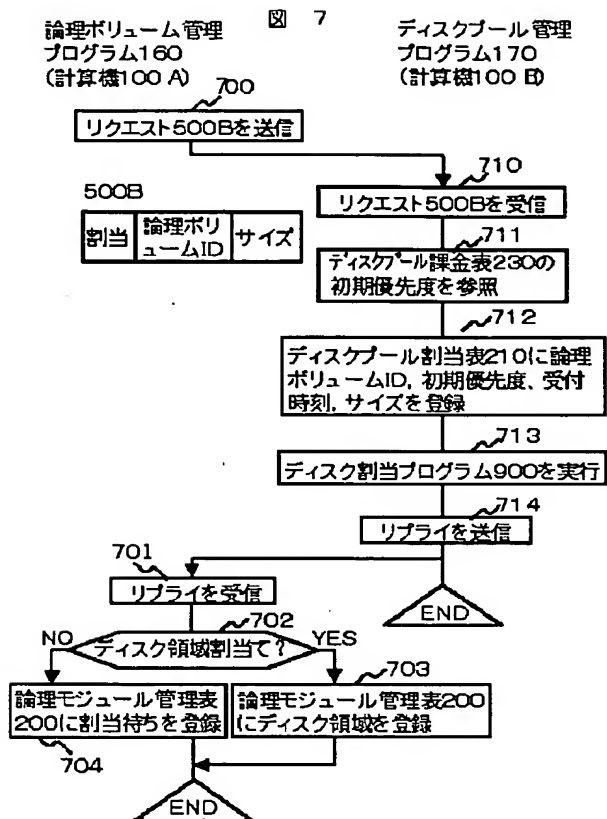 図 7
論理ボリューム管理
プログラム160
(計算機100 A)
ディスクプール管理
プログラム170
(計算機100 B)
700
リクエスト500Bを送信
710
リクエスト500Bを受信
500B
割当
論理ボリ
ュームID
サイズ
711
ディスクプール課金表230の
初期優先度を参照
712
ディスクプール割当表210に論理
ボリュームID, 初期優先度、受付
時刻, サイズを登録
713
ディスク割当プログラム900を実行
714
リプライを送信
701
リプライを受信
END
702
NO
ディスク領域割当て?
YES
703
論理モジュール管理表
200に割当待ちを登録
論理モジュール管理表200
にディスク領域を登録
704
END